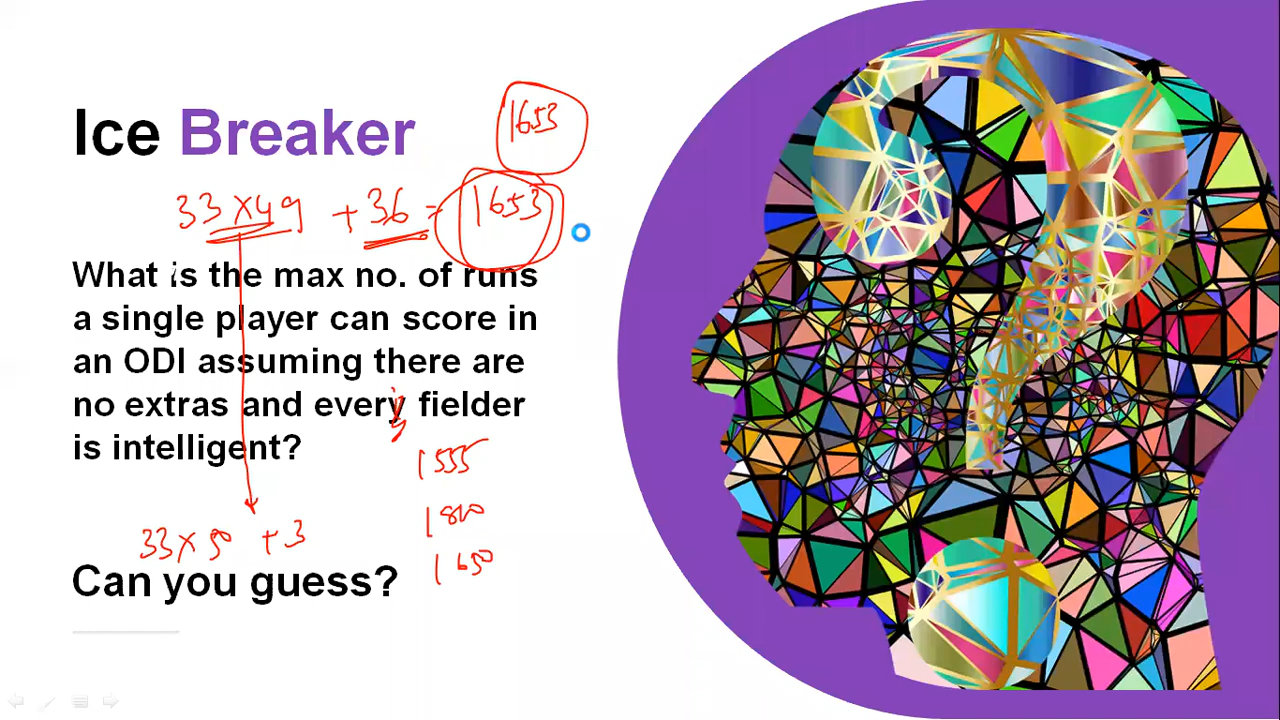 1653
Ice Breaker
33 x 49 + 36 = 1653
What is the max no. of runs
a single player can score in
an ODI assuming there are
no extras and every fielder
is intelligent?
1555
1800
33 x 50 + 3
1650
Can you guess?